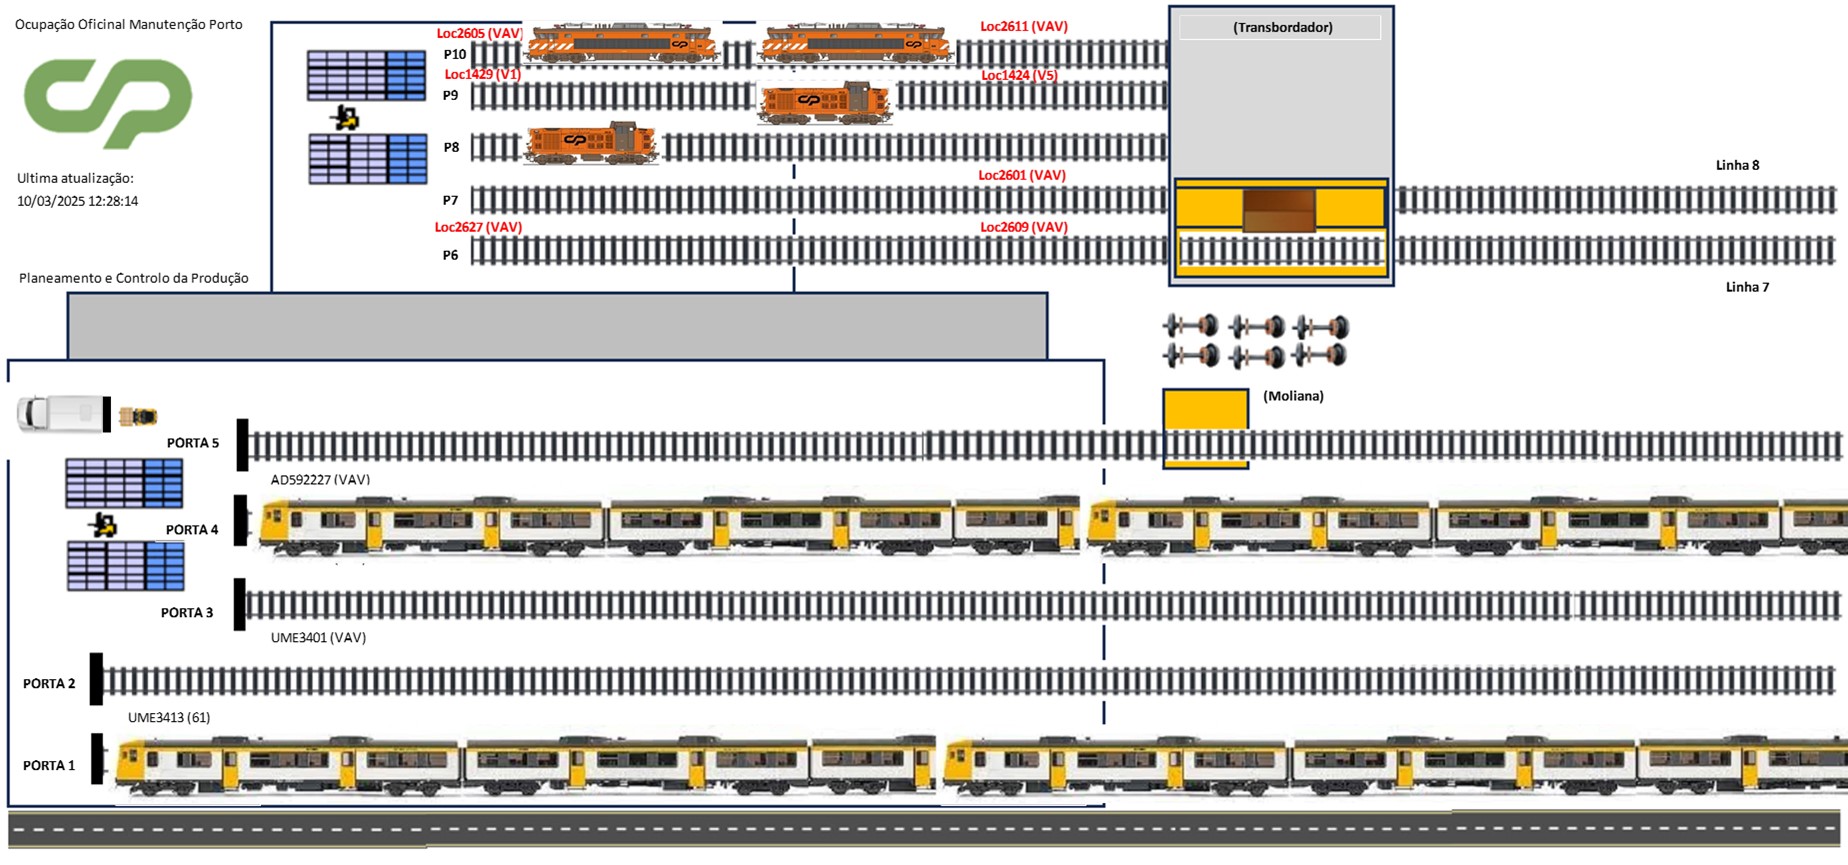 Ocupação Oficinal Manutenção Porto
(Transbordador)
Loc2605 (VAV)
Loc2611 (VAV)
P10
Loc1429 (V1)
Loc1424 (V5)
P9
P8
Linha 8
Ultima atualização:
10/03/2025 12:28:14
Loc2601 (VAV)
P7
Loc2627 (VAV)
Loc2609 (VAV)
P6
Planeamento e Controlo da Produção
Linha 7
(Moliana)
PORTA 5
AD592227 (VAV)
PORTA 4
PORTA 3
UME3401 (VAV)
PORTA 2
UME3413 (61)
PORTA 1